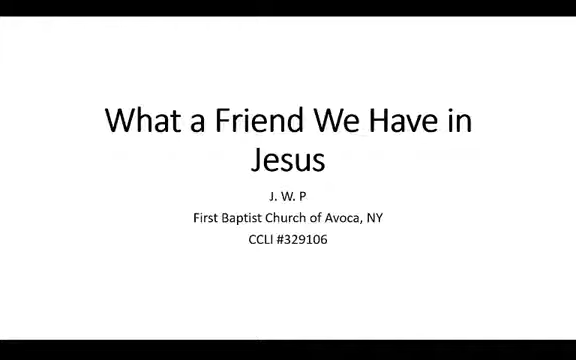 What a Friend We Have in
Jesus
J. W. P
First Baptist Church of Avoca, NY
CCLI #329106